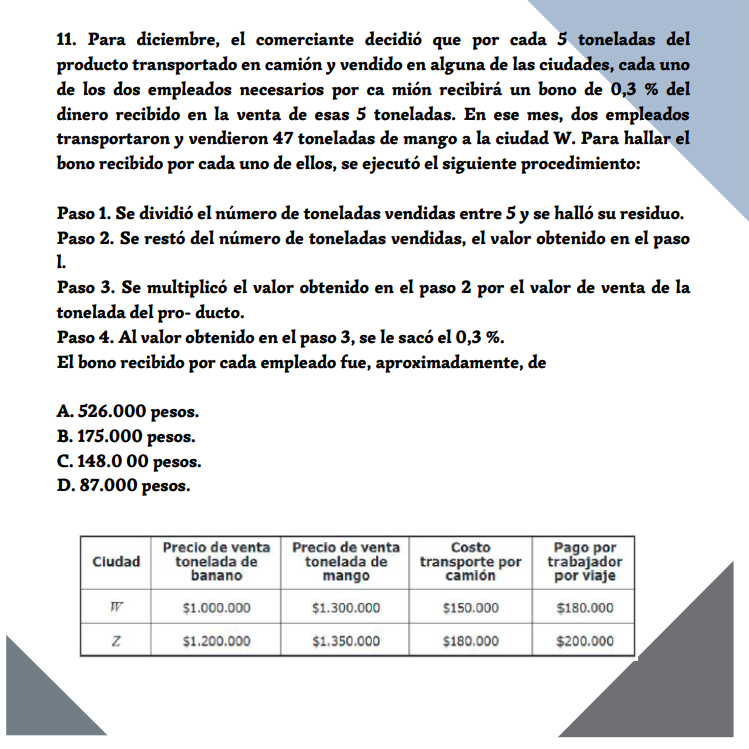 11. Para diciembre, el comerciante decidió que por cada 5 toneladas del
producto transportado en camión y vendido en alguna de las ciudades, cada uno
de los dos empleados necesarios por ca mión recibirá un bono de 0,3 % del
dinero recibido en la venta de esas 5 toneladas. En ese mes, dos empleados
transportaron y vendieron 47 toneladas de mango a la ciudad W. Para hallar el
bono recibido por cada uno de ellos, se ejecutó el siguiente procedimiento:
Paso 1. Se dividió el número de toneladas vendidas entre 5 y se halló su residuo.
Paso 2. Se restó del número de toneladas vendidas, el valor obtenido en el paso
l.
Paso 3. Se multiplicó el valor obtenido en el paso 2 por el valor de venta de la
tonelada del pro- ducto.
Paso 4. Al valor obtenido en el paso 3, se le sacó el 0,3 %.
El bono recibido por cada empleado fue, aproximadamente, de
A. 526.000 pesos.
B. 175.000 pesos.
C. 148.0 00 pesos.
D. 87.000 pesos.
Ciudad Precio de venta tonelada de banano Precio de venta tonelada de mango Costo transporte por camión Pago por trabajador por viaje
W $1.000.000 $1.300.000 $150.000 $180.000
Z $1.200.000 $1.350.000 $180.000 $200.000